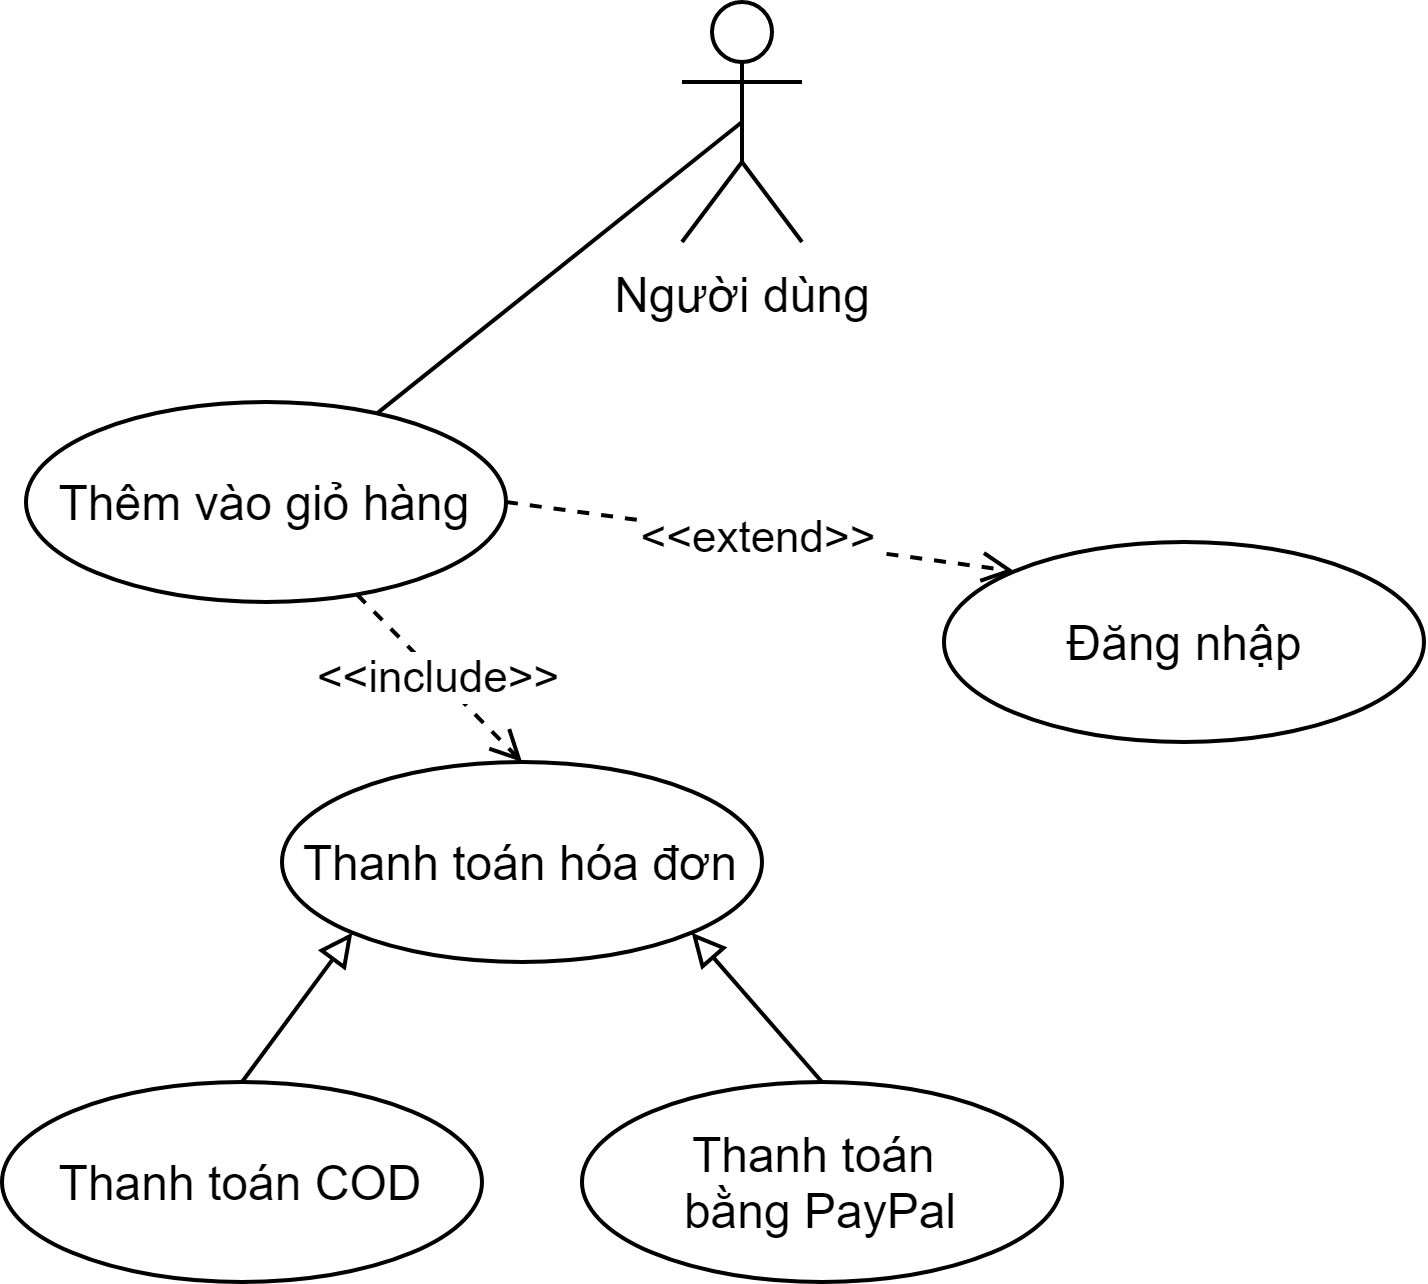 Người dùng
Thêm vào giỏ hàng
<<extend>>
Đăng nhập
<<include>>
Thanh toán hóa đơn
Thanh toán COD
Thanh toán
bằng PayPal